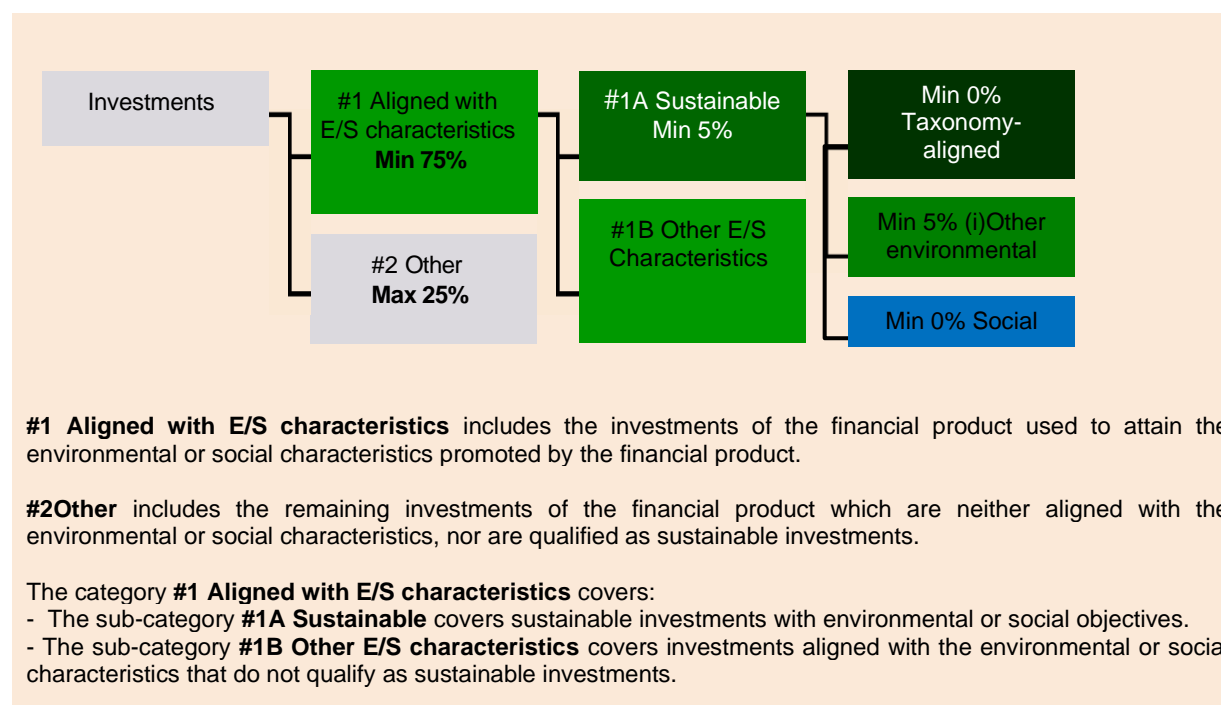 Investments
#1 Aligned with
E/S characteristics
Min 75%
#2 Other
Max 25%
#1A Sustainable
Min 5%
#1B Other E/S
Characteristics
Min 0%
Taxonomy-
aligned
Min 5% (i)Other
environmental
Min 0% Social
#1 Aligned with E/S characteristics includes the investments of the financial product used to attain the
environmental or social characteristics promoted by the financial product.
#2Other includes the remaining investments of the financial product which are neither aligned with the
environmental or social characteristics, nor are qualified as sustainable investments.
The category #1 Aligned with E/S characteristics covers:
- The sub-category #1A Sustainable covers sustainable investments with environmental or social objectives.
- The sub-category #1B Other E/S characteristics covers investments aligned with the environmental or social
characteristics that do not qualify as sustainable investments.